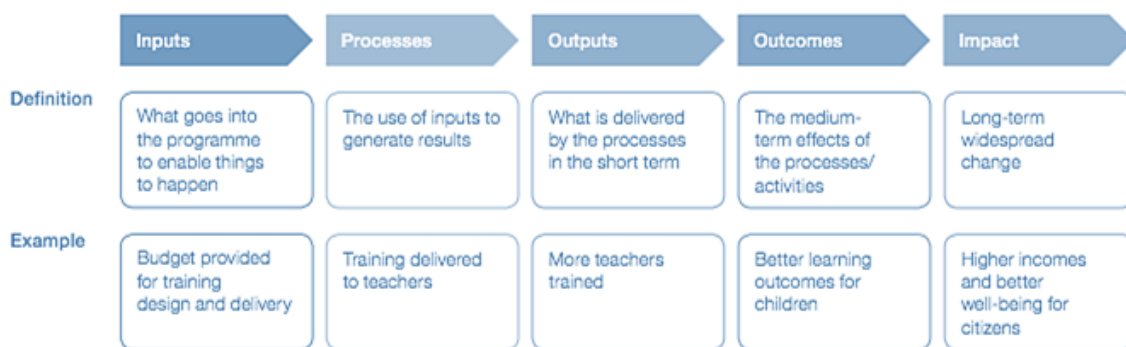 Inputs
Processes
Outputs
Outcomes
Impact
Definition
What goes into
the programme
to enable things
to happen
The use of inputs to
generate results
What is delivered
by the processes
in the short term
The medium-
term effects of
the processes/
activities
Long-term
widespread
change
Example
Budget provided
for training
design and delivery
Training delivered
to teachers
More teachers
trained
Better learning
outcomes for
children
Higher incomes
and better
well-being for
citizens